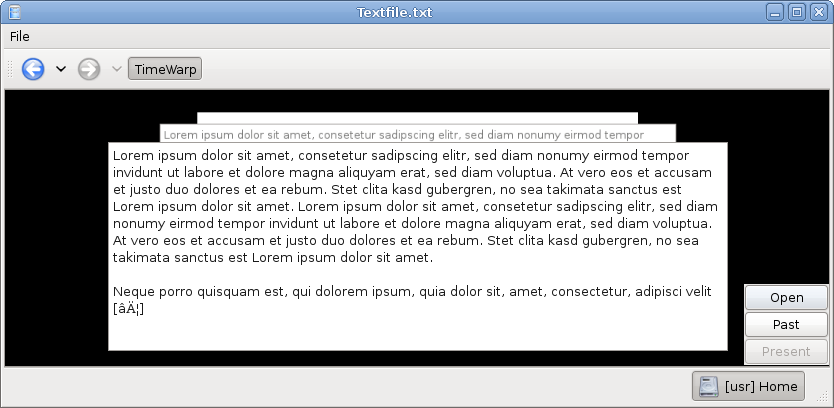 Textfile.txt
File
TimeWarp
Lorem ipsum dolor sit amet, consetetur sadipscing elitr, sed diam nonumy eirmod tempor
Lorem ipsum dolor sit amet, consetetur sadipscing elitr, sed diam nonumy eirmod tempor
invidunt ut labore et dolore magna aliquyam erat, sed diam voluptua. At vero eos et accusam
et justo duo dolores et ea rebum. Stet clita kasd gubergren, no sea takimata sanctus est
Lorem ipsum dolor sit amet. Lorem ipsum dolor sit amet, consetetur sadipscing elitr, sed diam
nonumy eirmod tempor invidunt ut labore et dolore magna aliquyam erat, sed diam voluptua.
At vero eos et accusam et justo duo dolores et ea rebum. Stet clita kasd gubergren, no sea
takimata sanctus est Lorem ipsum dolor sit amet.
Neque porro quisquam est, qui dolorem ipsum, quia dolor sit, amet, consectetur, adipisci velit
[âĦ]
Open
Past
Present
[usr] Home